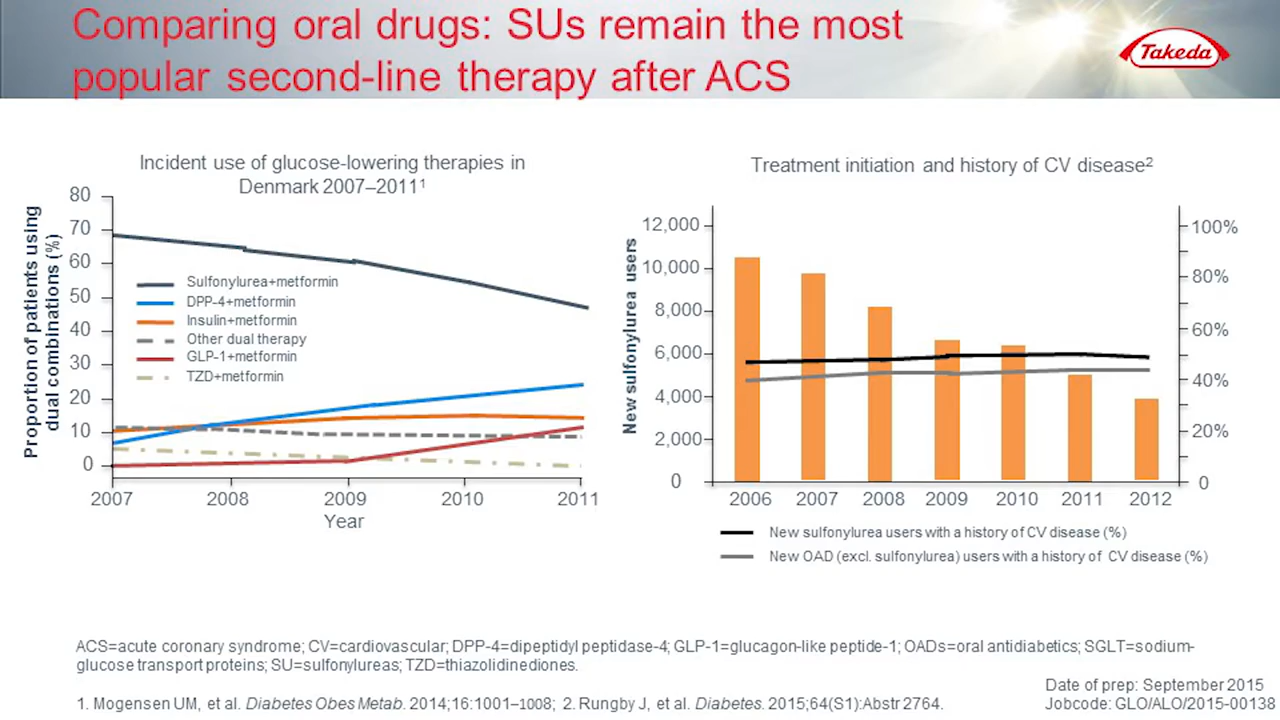 Comparing oral drugs: SUs remain the most
popular second-line therapy after ACS
Takeda
Incident use of glucose-lowering therapies in
Denmark 2007–2011¹
Proportion of patients using
dual combinations (%)
80
70
60
50
40
30
20
10
0
Sulfonylurea+metformin
DPP-4+metformin
Insulin+metformin
Other dual therapy
GLP-1+metformin
TZD+metformin
2007 2008 2009 2010 2011
Year
Treatment initiation and history of CV disease²
New sulfonylurea users
12,000
10,000
8,000
6,000
4,000
2,000
0
100%
80%
60%
40%
20%
0
2006 2007 2008 2009 2010 2011 2012
New sulfonylurea users with a history of CV disease (%)
New OAD (excl. sulfonylurea) users with a history of CV disease (%)
ACS=acute coronary syndrome; CV=cardiovascular; DPP-4=dipeptidyl peptidase-4; GLP-1=glucagon-like peptide-1; OADs=oral antidiabetics; SGLT=sodium-
glucose transport proteins; SU=sulfonylureas; TZD=thiazolidinediones.
1. Mogensen UM, et al. Diabetes Obes Metab. 2014;16:1001–1008; 2. Rungby J, et al. Diabetes. 2015;64(S1):Abstr 2764.
Date of prep: September 2015
Jobcode: GLO/ALO/2015-00138